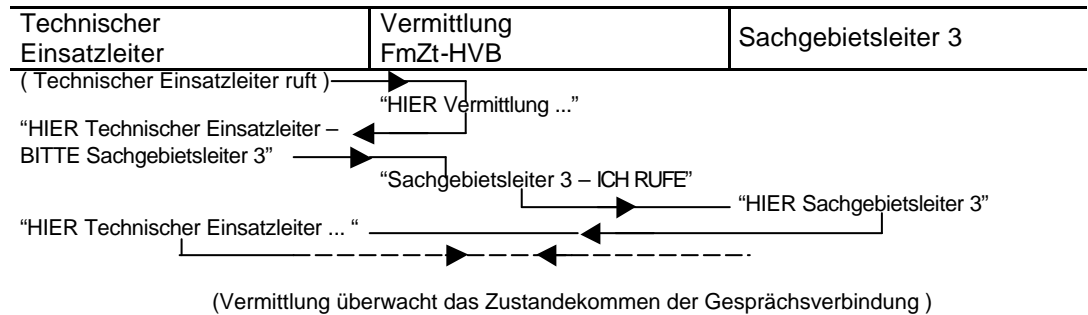 Technischer
Einsatzleiter
Vermittlung
FmZt-HVB
Sachgebietsleiter 3
( Technischer Einsatzleiter ruft )
“HIER Vermittlung ...”
“HIER Technischer Einsatzleiter –
BITTE Sachgebietsleiter 3”
“Sachgebietsleiter 3 – ICH RUFE”
“HIER Sachgebietsleiter 3”
“HIER Technischer Einsatzleiter ... “
(Vermittlung überwacht das Zustandekommen der Gesprächsverbindung )